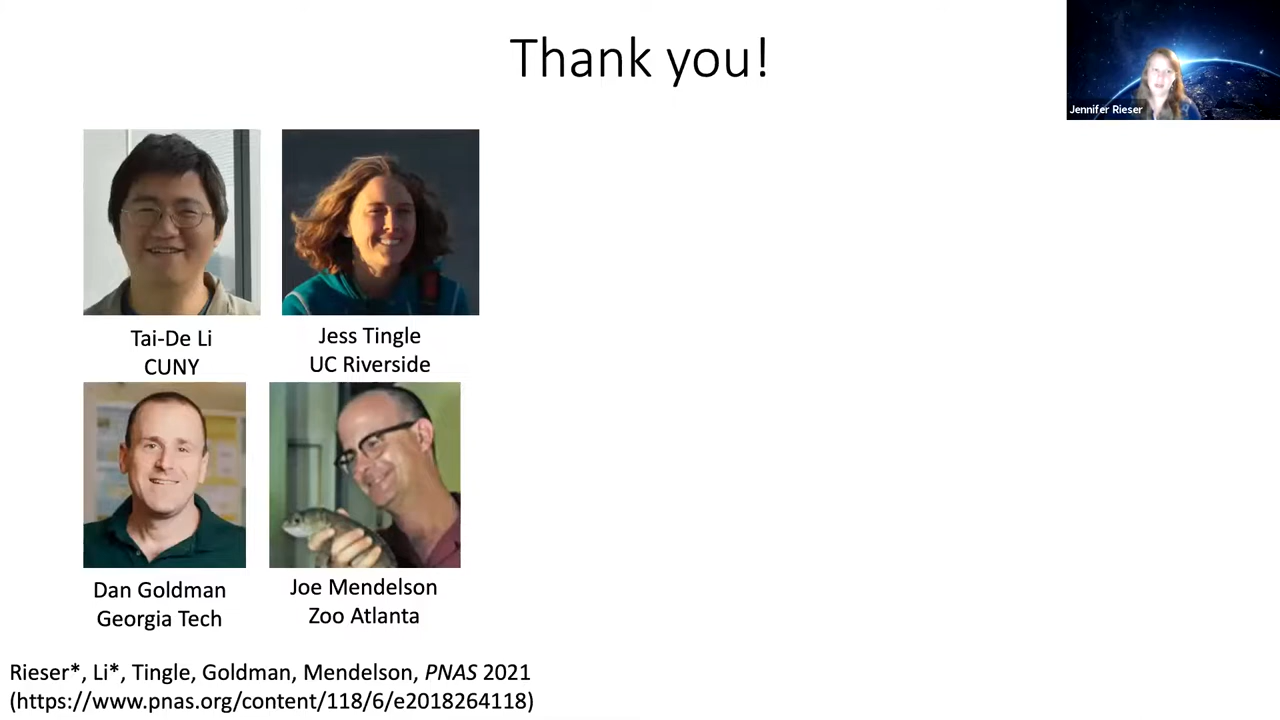 Thank you!
Jennifer Rieser
Tai-De Li
CUNY
Jess Tingle
UC Riverside
Dan Goldman
Georgia Tech
Joe Mendelson
Zoo Atlanta
Rieser*, Li*, Tingle, Goldman, Mendelson, PNAS 2021
(https://www.pnas.org/content/118/6/e2018264118)